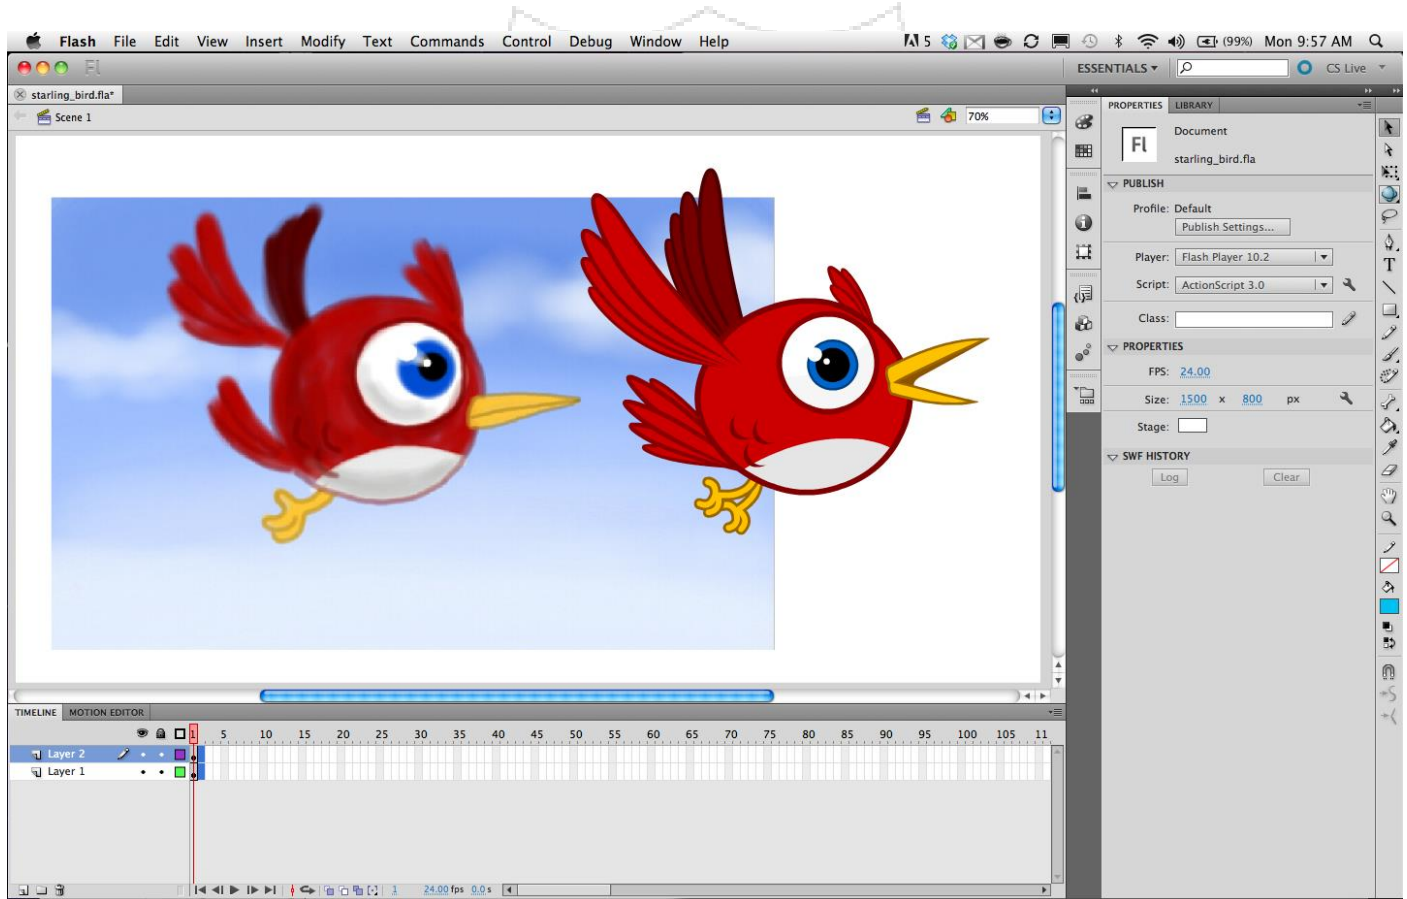 Flash File Edit View Insert Modify Text Commands Control Debug Window Help 5 (99%) Mon 9:57 AM
Fl ESSENTIALS CS Live
starling_bird.fla*
Scene 1 70%
PROPERTIES LIBRARY
Fl
Document
starling_bird.fla
PUBLISH
Profile: Default
Publish Settings...
Player: Flash Player 10.2
Script: ActionScript 3.0
Class:
PROPERTIES
FPS: 24.00
Size: 1500 x 800 px
Stage:
SWF HISTORY
Log Clear
T
TIMELINE MOTION EDITOR
1 5 10 15 20 25 30 35 40 45 50 55 60 65 70 75 80 85 90 95 100 105 11
Layer 2
Layer 1
1 24.00 fps 0.0 s